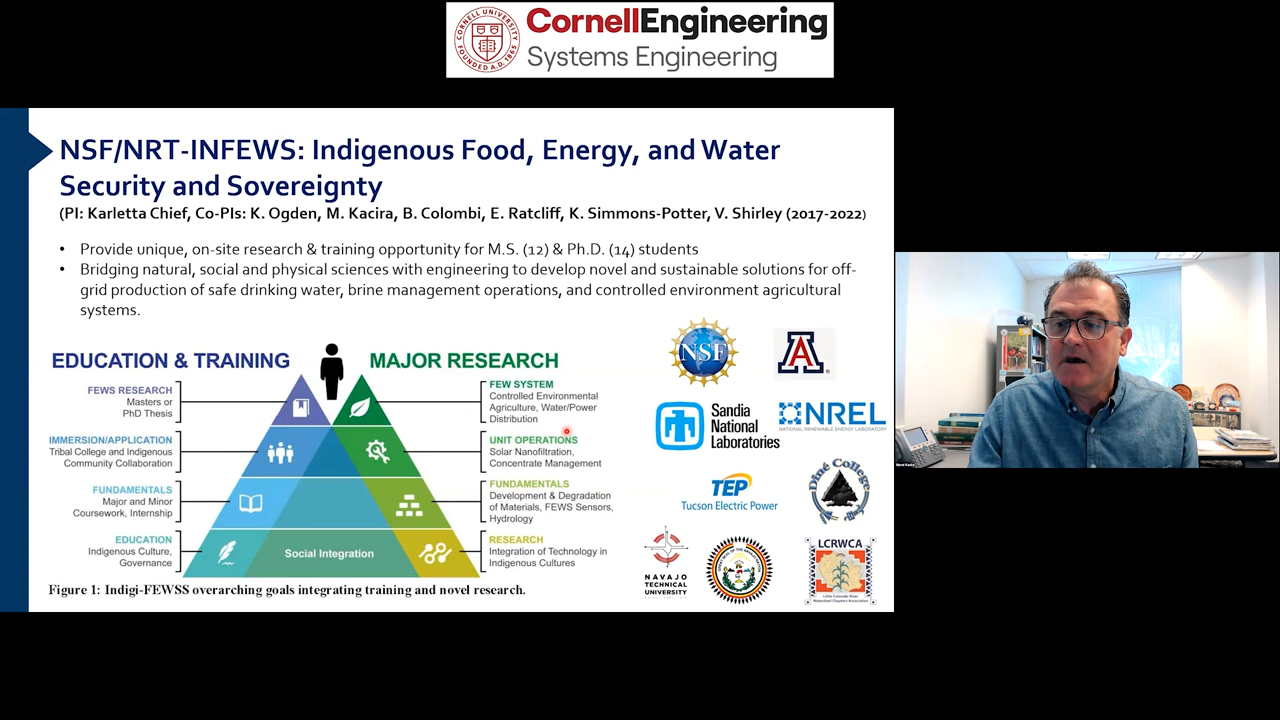 CornellEngineering
Systems Engineering
NSF/NRT-INFEWS: Indigenous Food, Energy, and Water
Security and Sovereignty
(PI: Karletta Chief, Co-PIs: K. Ogden, M. Kacira, B. Colombi, E. Ratcliff, K. Simmons-Potter, V. Shirley (2017-2022)
• Provide unique, on-site research & training opportunity for M.S. (12) & Ph.D. (14) students
• Bridging natural, social and physical sciences with engineering to develop novel and sustainable solutions for off-
grid production of safe drinking water, brine management operations, and controlled environment agricultural
systems.
EDUCATION & TRAINING
FEWS RESEARCH
Masters or
PhD Thesis
IMMERSION/APPLICATION
Tribal College and Indigenous
Community Collaboration
FUNDAMENTALS
Major and Minor
Coursework, Internship
EDUCATION
Indigenous Culture,
Governance
Social Integration
MAJOR RESEARCH
FEW SYSTEM
Controlled Environmental
Agriculture, Water/Power
Distribution
UNIT OPERATIONS
Solar Nanofiltration,
Concentrate Management
FUNDAMENTALS
Development & Degradation
of Materials, FEWS Sensors,
Hydrology
RESEARCH
Integration of Technology in
Indigenous Cultures
Figure 1: Indigi-FEWSS overarching goals integrating training and novel research.
NSF
A
Sandia
National
Laboratories
NREL
NATIONAL RENEWABLE ENERGY LABORATORY
TEP
Tucson Electric Power
Diné College
NAVAJO
TECHNICAL
UNIVERSITY
LCRWCA
Murat Kacira